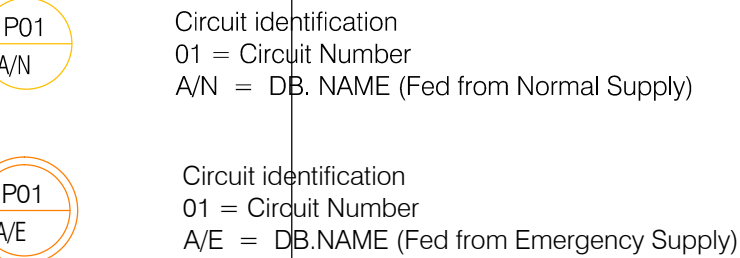 P01
A/N
Circuit identification
01 = Circuit Number
A/N = DB. NAME (Fed from Normal Supply)
P01
A/E
Circuit identification
01 = Circuit Number
A/E = DB.NAME (Fed from Emergency Supply)